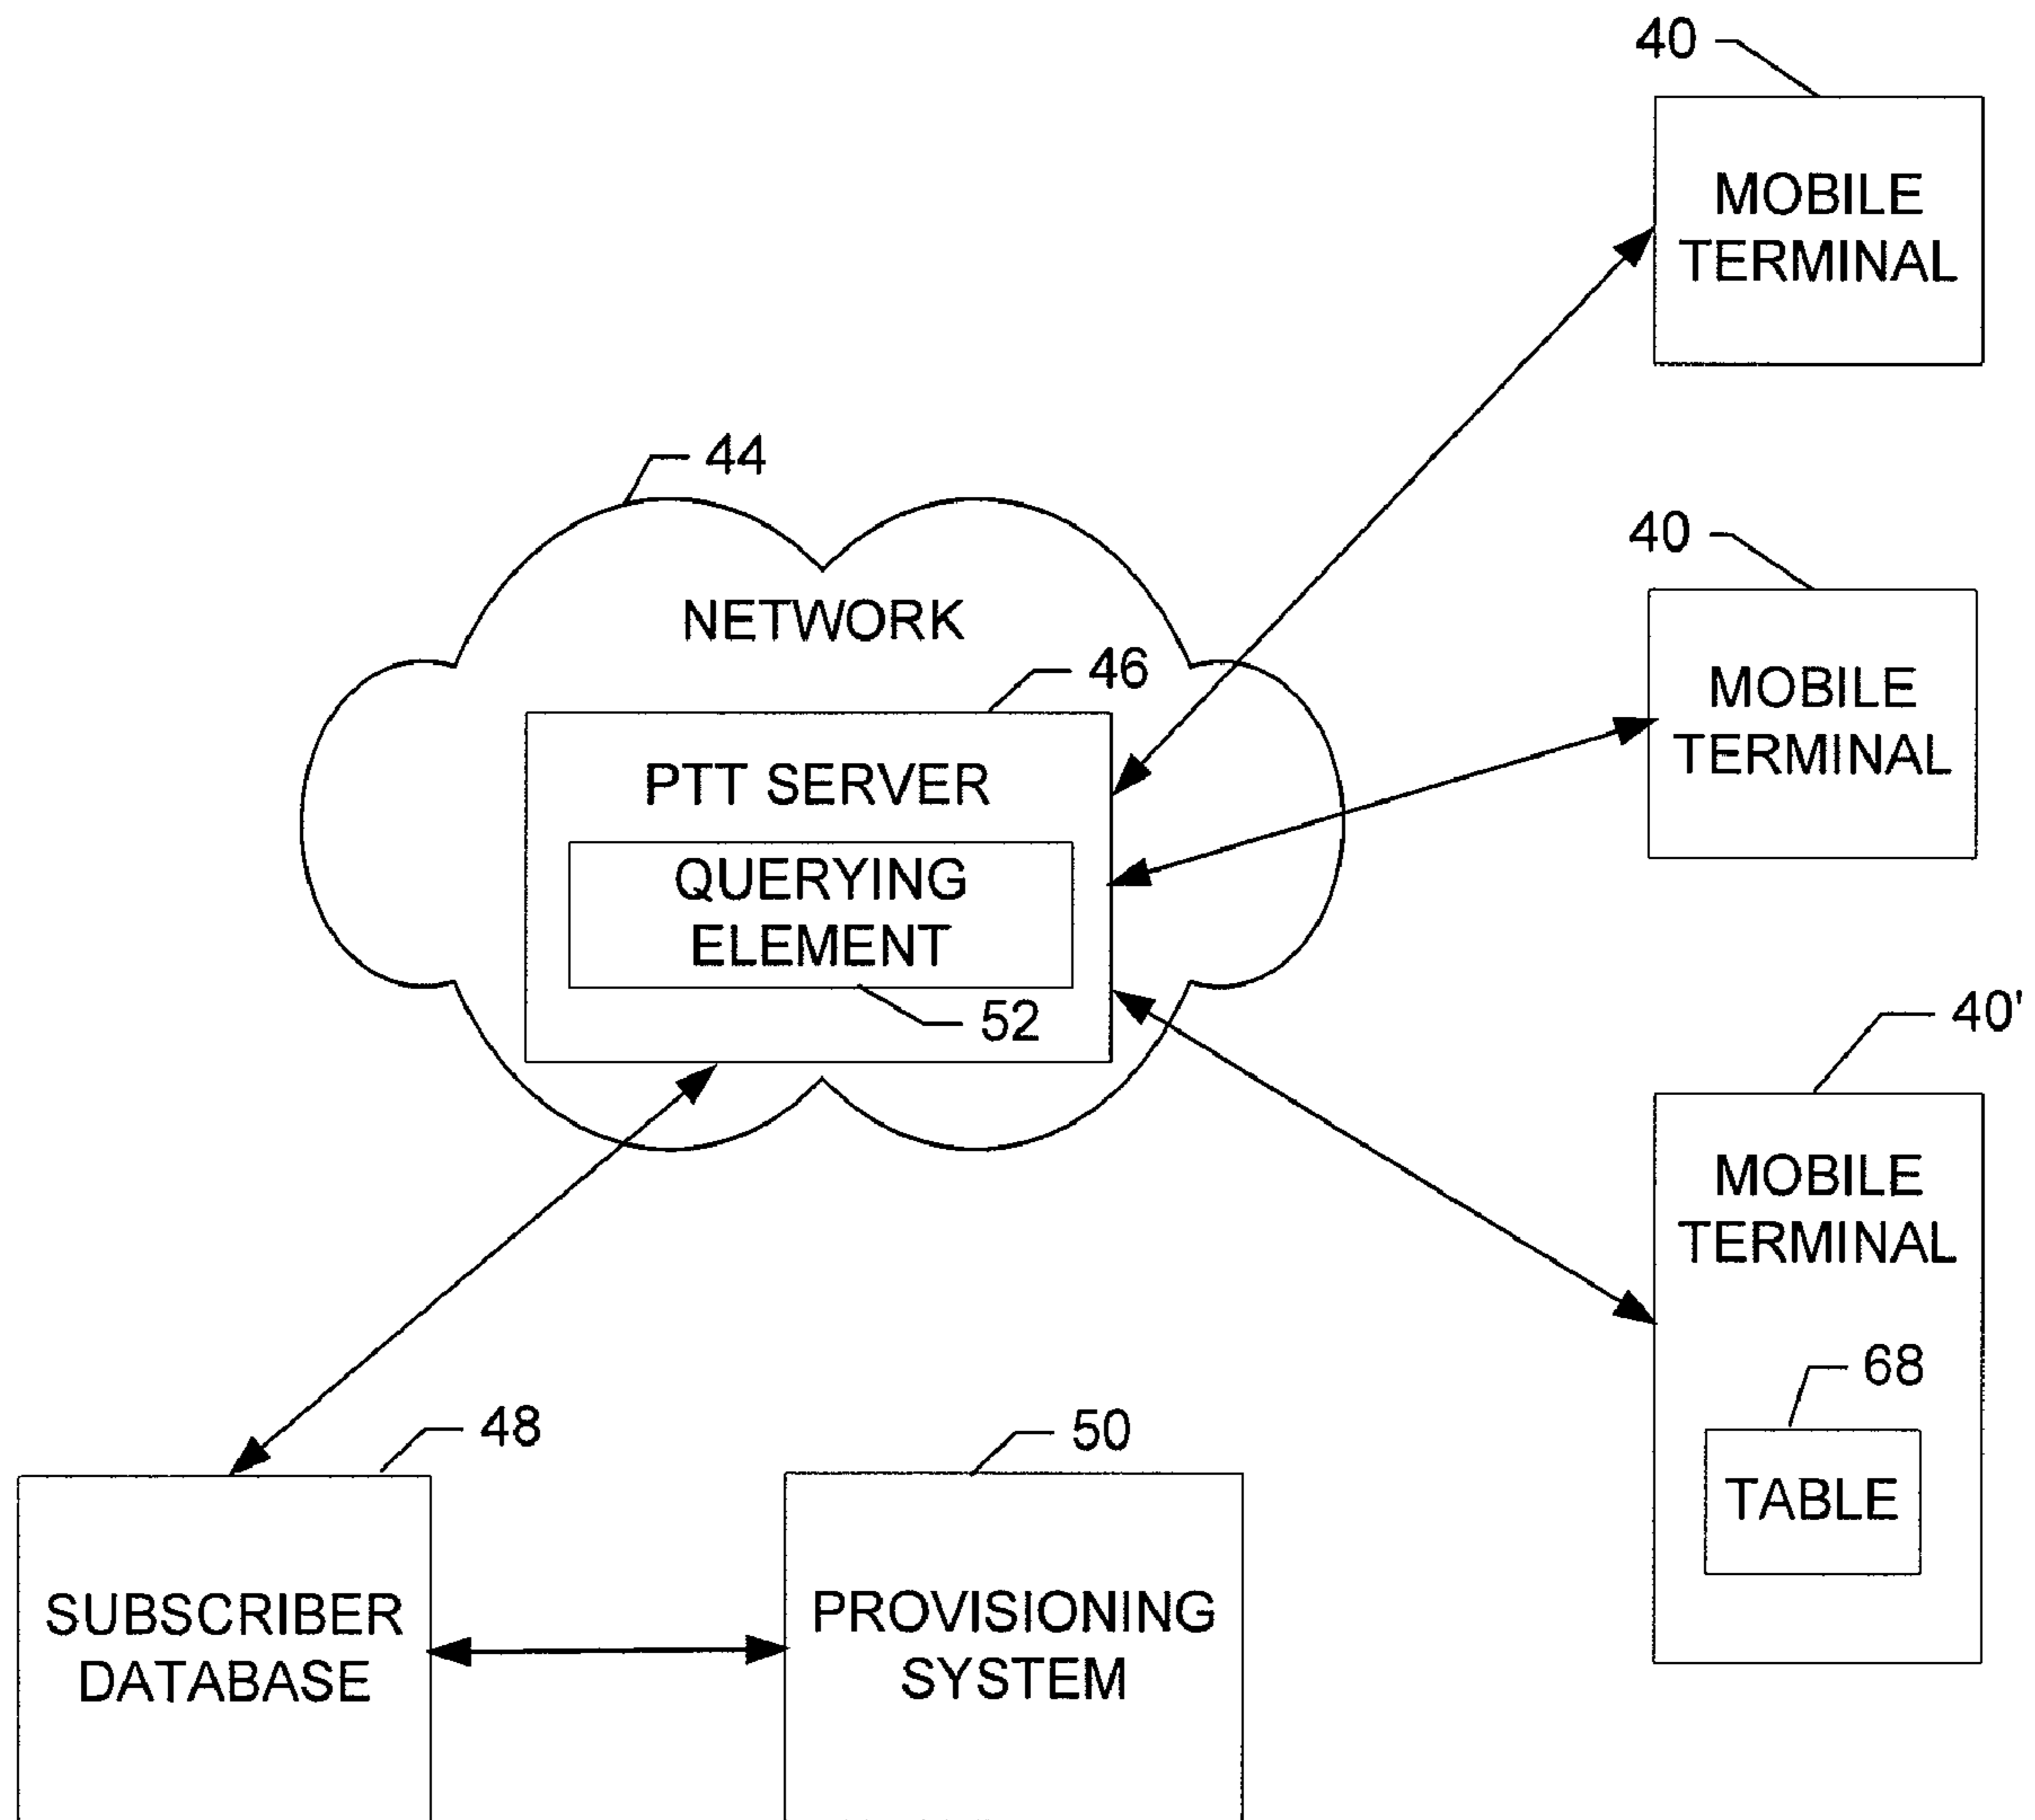 40
MOBILE
TERMINAL
44
40
NETWORK
46
MOBILE
TERMINAL
PTT SERVER
QUERYING
ELEMENT
52
40'
MOBILE
TERMINAL
68
TABLE
48
50
SUBSCRIBER
DATABASE
PROVISIONING
SYSTEM